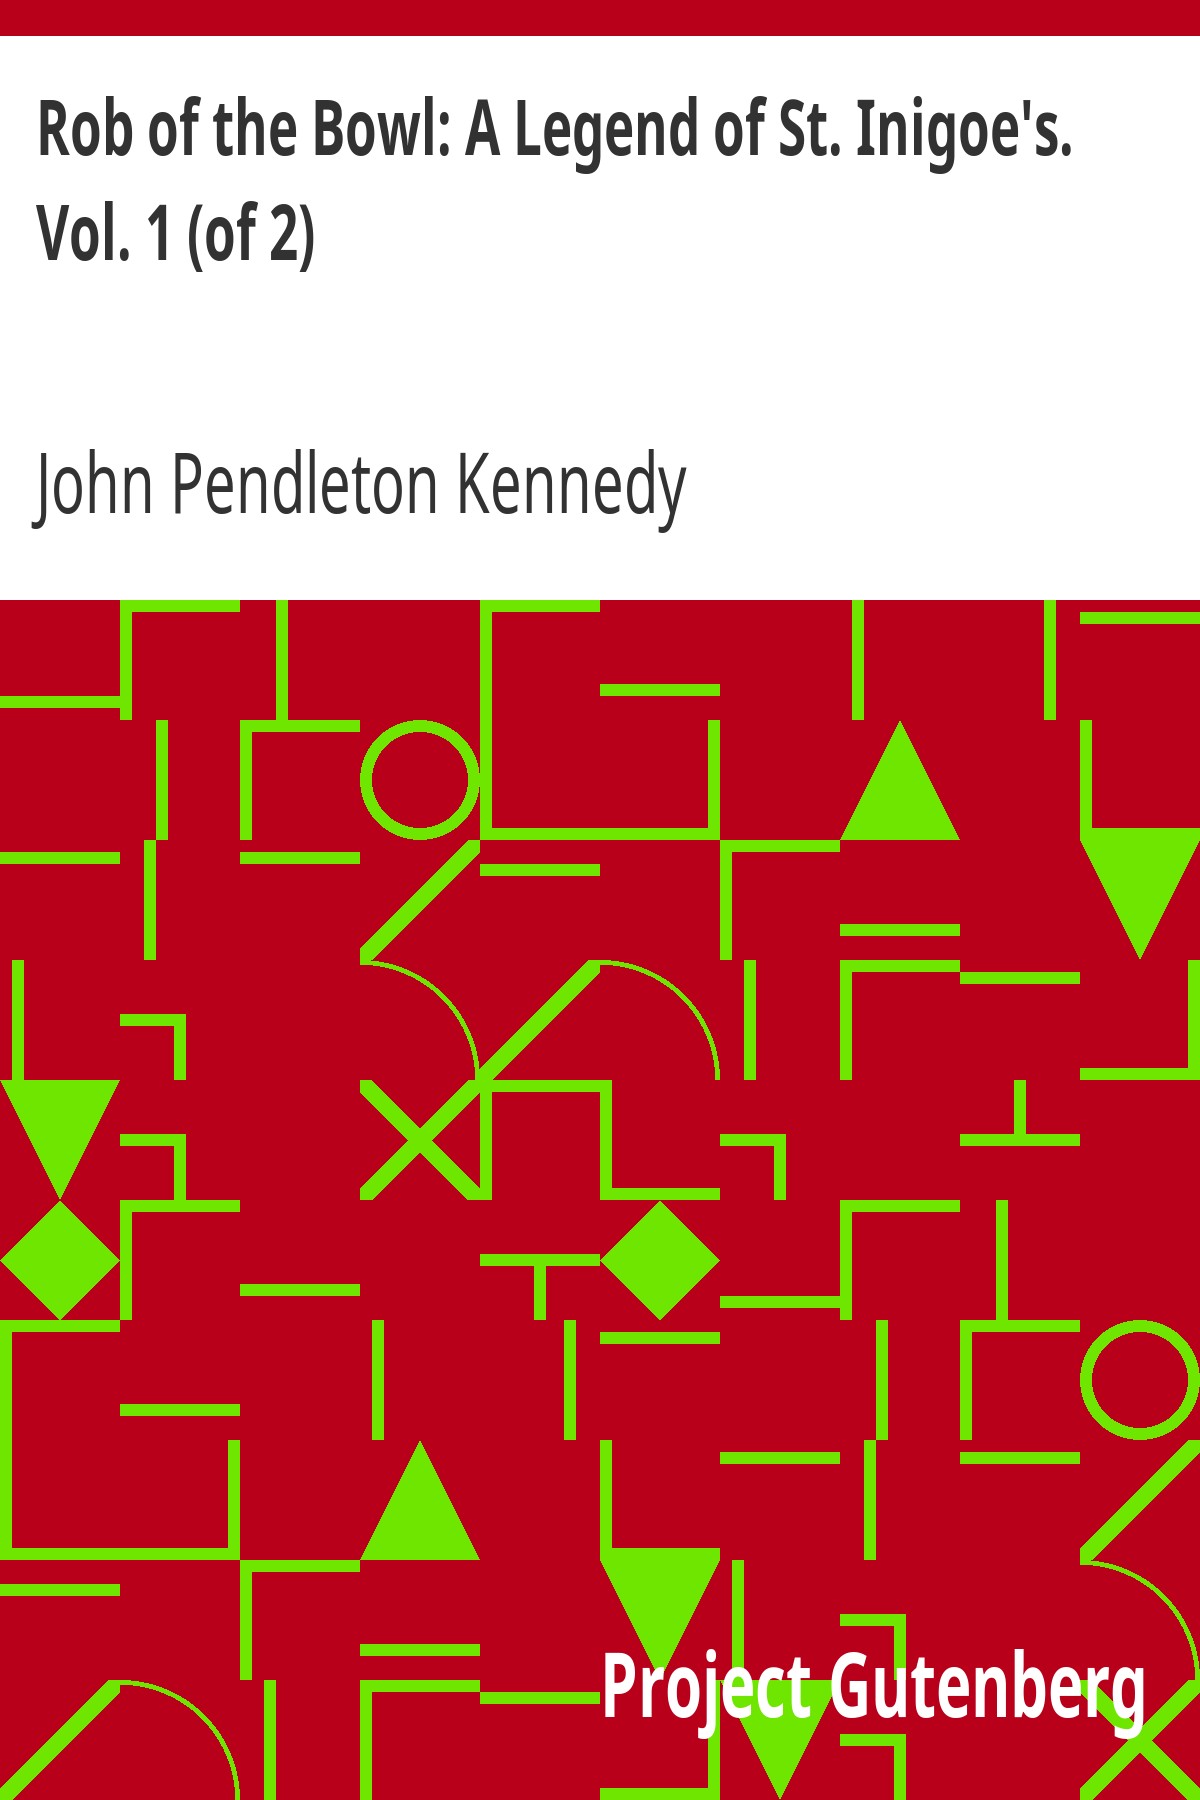 Rob of the Bowl: A Legend of St. Inigoe's.
Vol. 1 (of 2)
John Pendleton Kennedy
Project Gutenberg